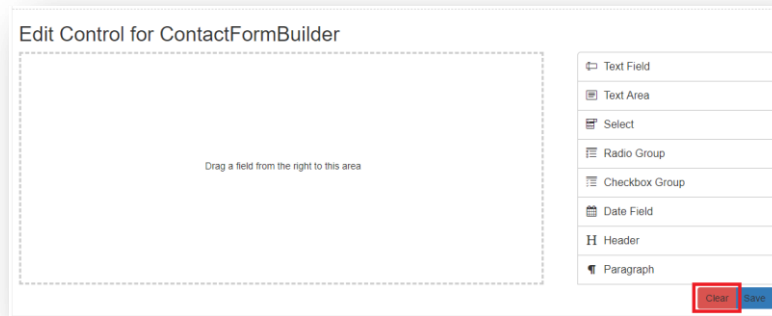 Edit Control for ContactFormBuilder
Drag a field from the right to this area
Text Field
Text Area
Select
Radio Group
Checkbox Group
Date Field
Header
Paragraph
Clear Save